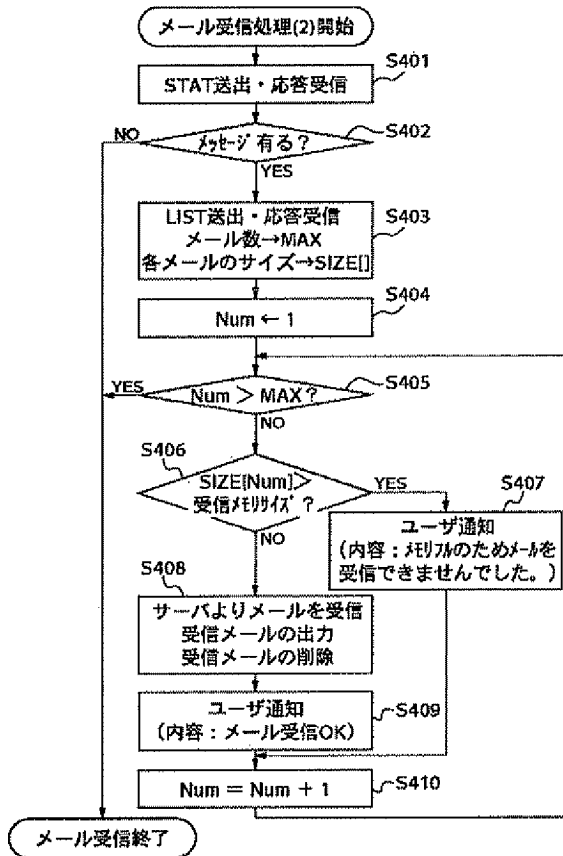 メール受信処理(2)開始
S401
STAT送出・応答受信
S402
NO
ﾒｯｾｰｼﾞ有る？
YES
S403
LIST送出・応答受信
メール数→MAX
各メールのサイズ→SIZE[]
S404
Num ← 1
S405
YES
Num ＞ MAX？
NO
S406
SIZE[Num]＞
受信ﾒﾓﾘｻｲｽﾞ？
YES
NO
S407
ユーザ通知
（内容：ﾒﾓﾘﾌﾙのためﾒｰﾙを
受信できませんでした。）
S408
サーバよりメールを受信
受信メールの出力
受信メールの削除
S409
ユーザ通知
（内容：メール受信OK）
S410
Num = Num + 1
メール受信終了